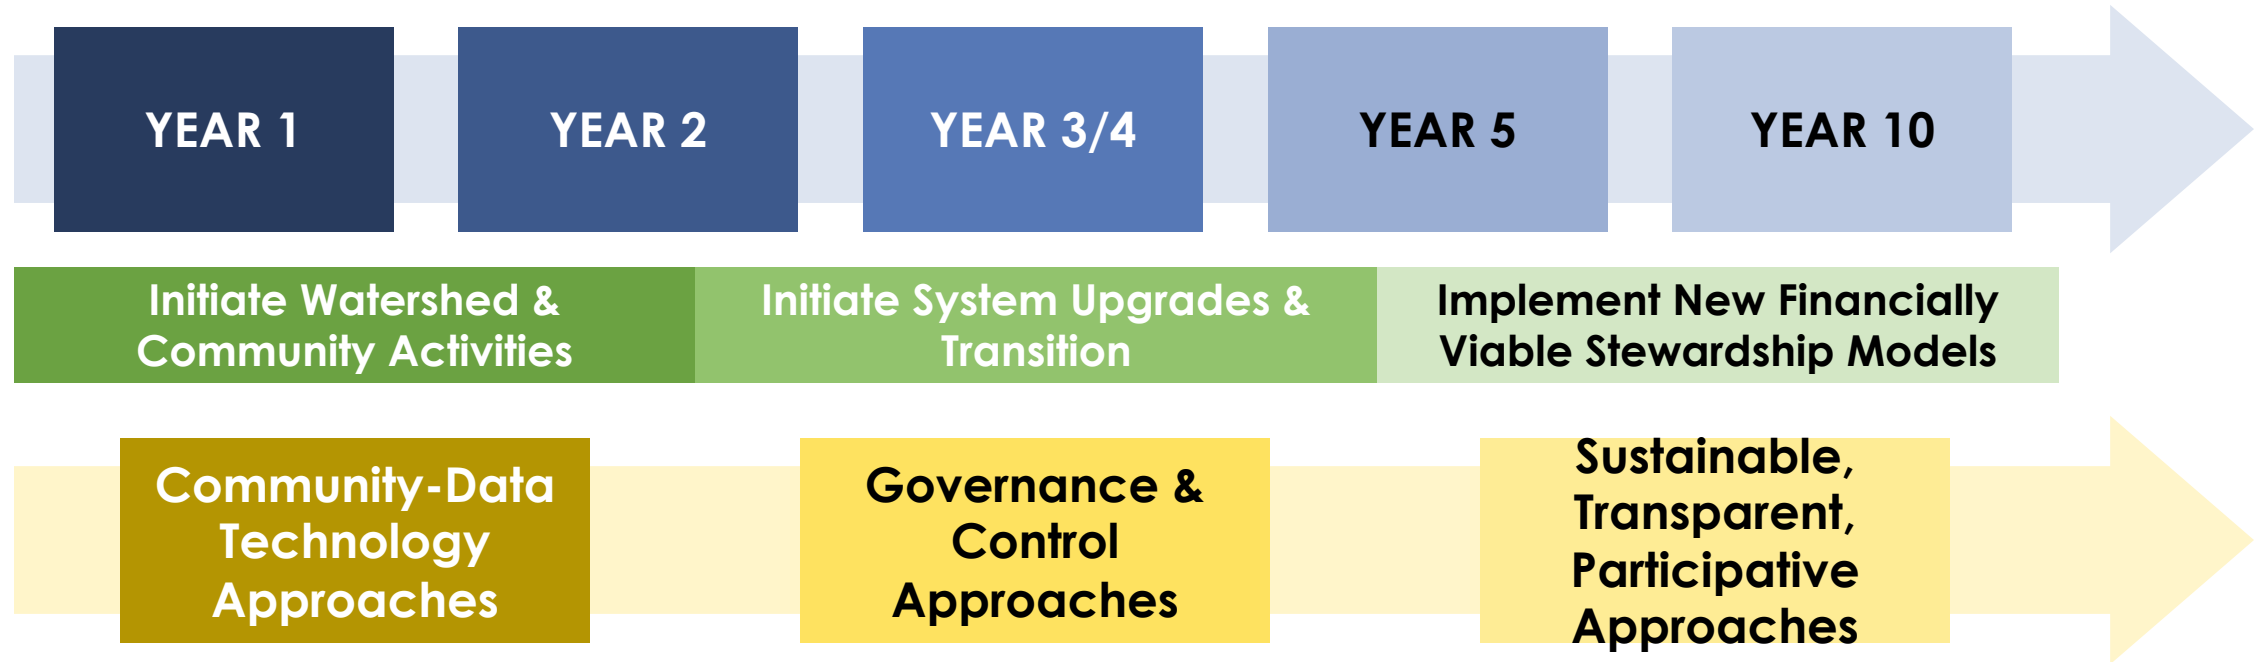 YEAR 1
YEAR 2
YEAR 3/4
YEAR 5
YEAR 10
Initiate Watershed &
Community Activities
Initiate System Upgrades &
Transition
Implement New Financially
Viable Stewardship Models
Community-Data
Technology
Approaches
Governance &
Control
Approaches
Sustainable,
Transparent,
Participative
Approaches